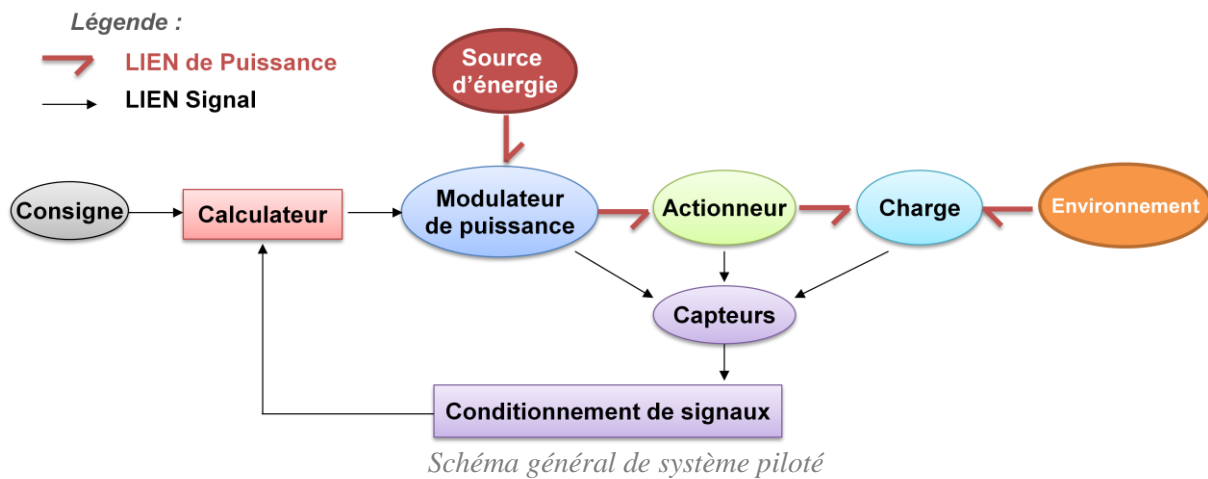 Légende :
LIEN de Puissance
LIEN Signal
Source
d'énergie
Consigne
Calculateur
Modulateur
de puissance
Actionneur
Charge
Environnement
Capteurs
Conditionnement de signaux
Schéma général de système piloté